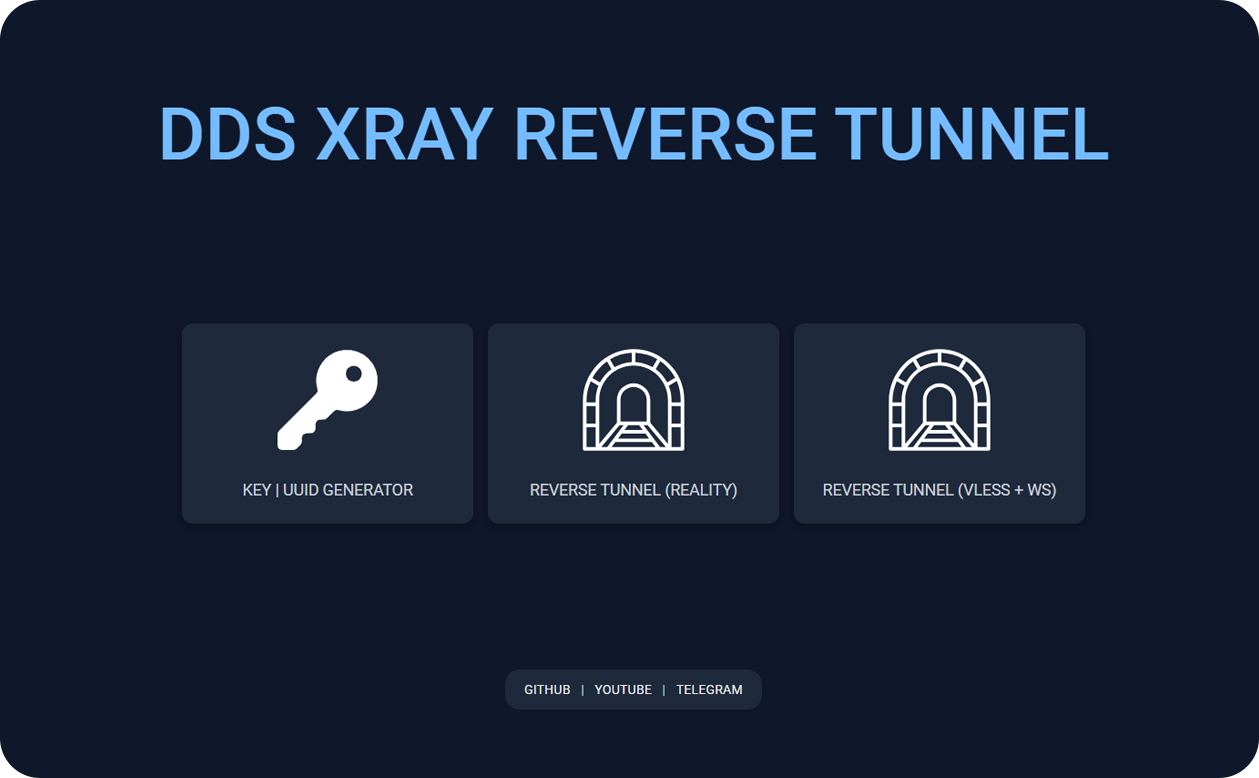 DDS XRAY REVERSE TUNNEL
KEY | UUID GENERATOR
REVERSE TUNNEL (REALITY)
REVERSE TUNNEL (VLESS + WS)
GITHUB | YOUTUBE | TELEGRAM